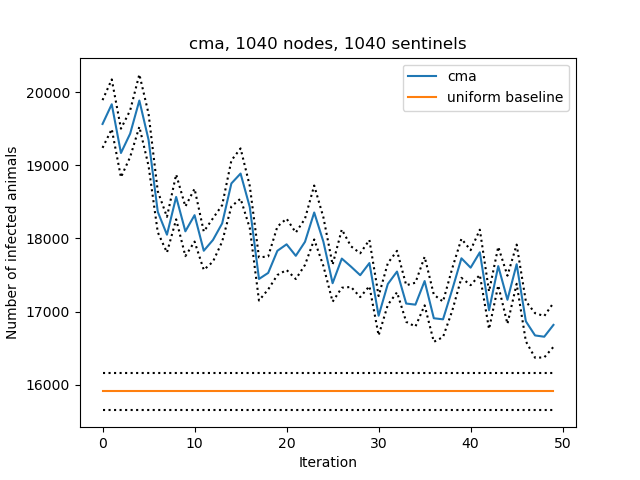 cma, 1040 nodes, 1040 sentinels
cma
uniform baseline
Number of infected animals
20000
19000
18000
17000
16000
0 10 20 30 40 50
Iteration